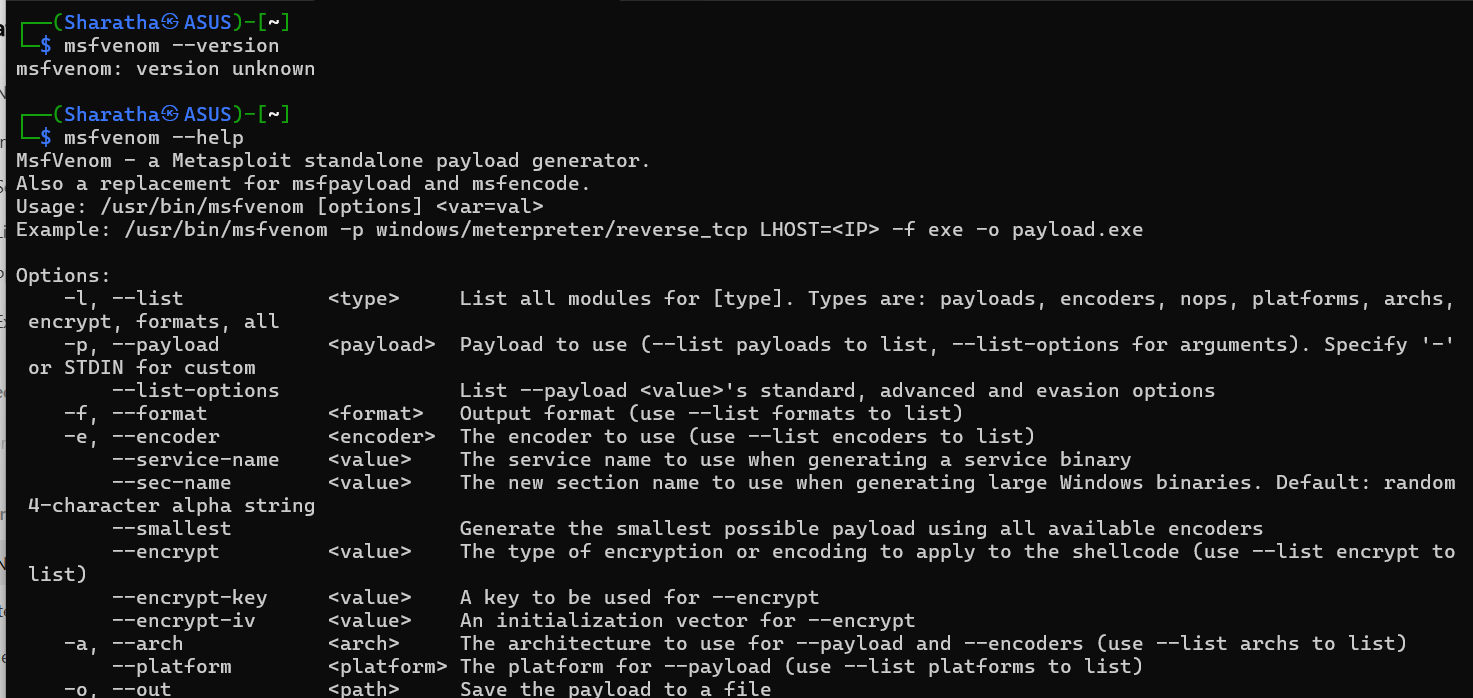 ┌──(Sharatha㉿ASUS)-[~]
└─$ msfvenom --version
msfvenom: version unknown
┌──(Sharatha㉿ASUS)-[~]
└─$ msfvenom --help
MsfVenom - a Metasploit standalone payload generator.
Also a replacement for msfpayload and msfencode.
Usage: /usr/bin/msfvenom [options] <var=val>
Example: /usr/bin/msfvenom -p windows/meterpreter/reverse_tcp LHOST=<IP> -f exe -o payload.exe
Options:
    -l, --list            <type>     List all modules for [type]. Types are: payloads, encoders, nops, platforms, archs,
 encrypt, formats, all
    -p, --payload         <payload>  Payload to use (--list payloads to list, --list-options for arguments). Specify '-'
 or STDIN for custom
        --list-options               List --payload <value>'s standard, advanced and evasion options
    -f, --format          <format>   Output format (use --list formats to list)
    -e, --encoder         <encoder>  The encoder to use (use --list encoders to list)
        --service-name    <value>    The service name to use when generating a service binary
        --sec-name        <value>    The new section name to use when generating large Windows binaries. Default: random
 4-character alpha string
        --smallest                   Generate the smallest possible payload using all available encoders
        --encrypt         <value>    The type of encryption or encoding to apply to the shellcode (use --list encrypt to
 list)
        --encrypt-key     <value>    A key to be used for --encrypt
        --encrypt-iv      <value>    An initialization vector for --encrypt
    -a, --arch            <arch>     The architecture to use for --payload and --encoders (use --list archs to list)
        --platform        <platform> The platform for --payload (use --list platforms to list)
    -o, --out             <path>     Save the payload to a file